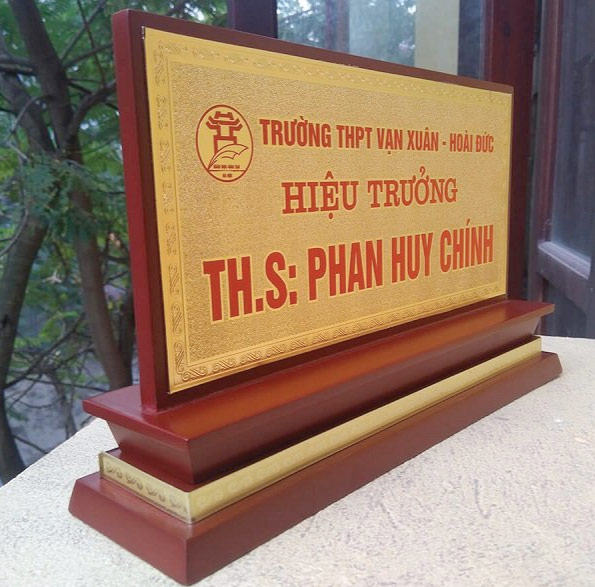 TRƯỜNG THPT VẠN XUÂN - HOÀI ĐỨC
HIỆU TRƯỞNG
TH.S: PHAN HUY CHÍNH